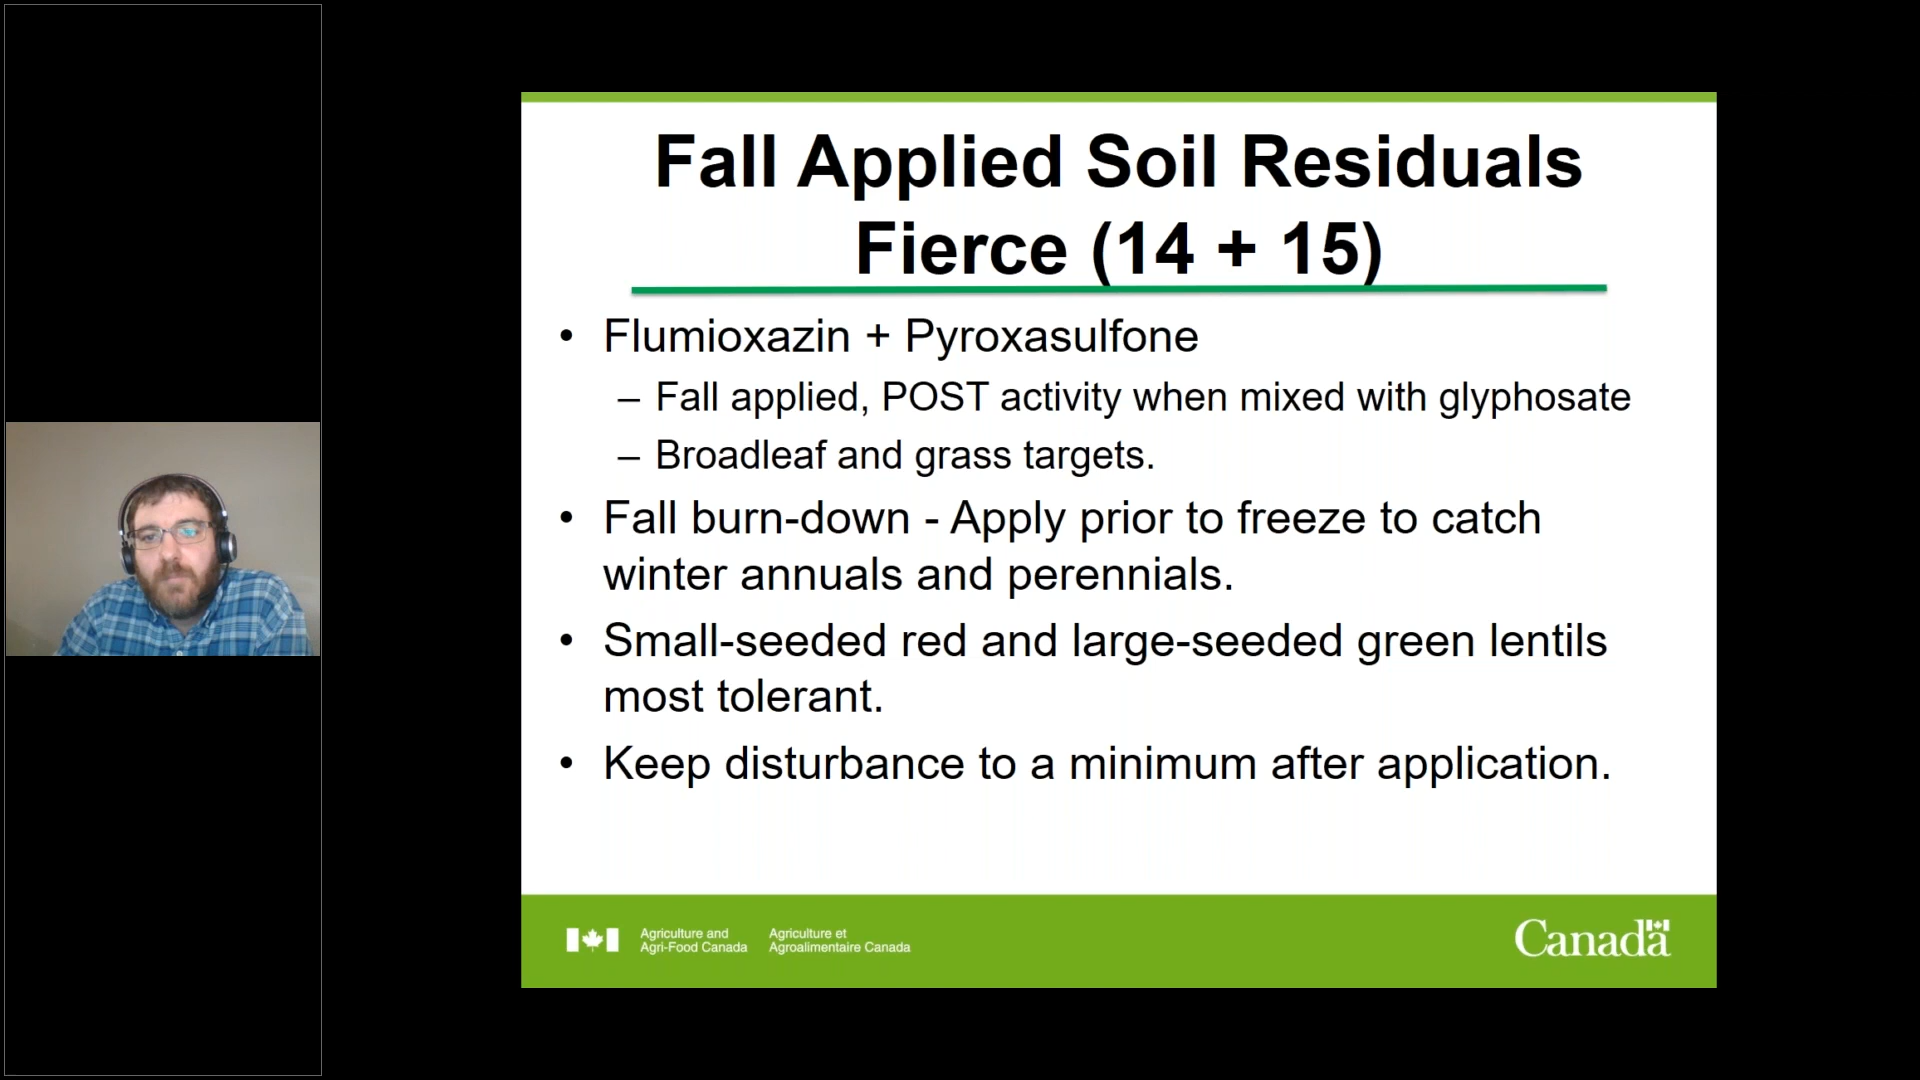 Fall Applied Soil Residuals
Fierce (14 + 15)
• Flumioxazin + Pyroxasulfone
– Fall applied, POST activity when mixed with glyphosate
– Broadleaf and grass targets.
• Fall burn-down - Apply prior to freeze to catch
winter annuals and perennials.
• Small-seeded red and large-seeded green lentils
most tolerant.
• Keep disturbance to a minimum after application.
Agriculture and
Agri-Food Canada
Agriculture et
Agroalimentaire Canada
Canada